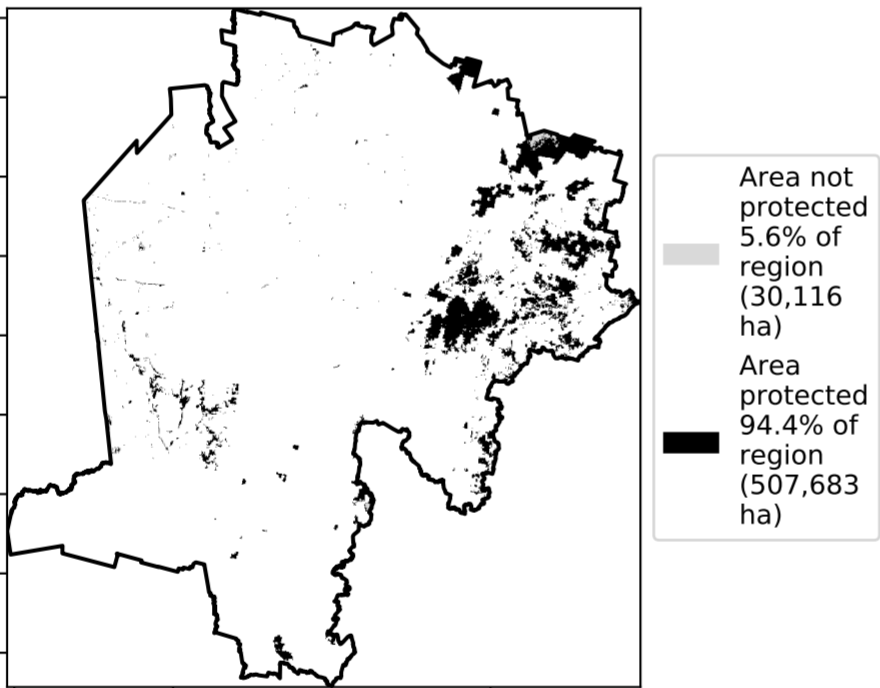 Area not
protected
5.6% of
region
(30,116
ha)
Area
protected
94.4% of
region
(507,683
ha)